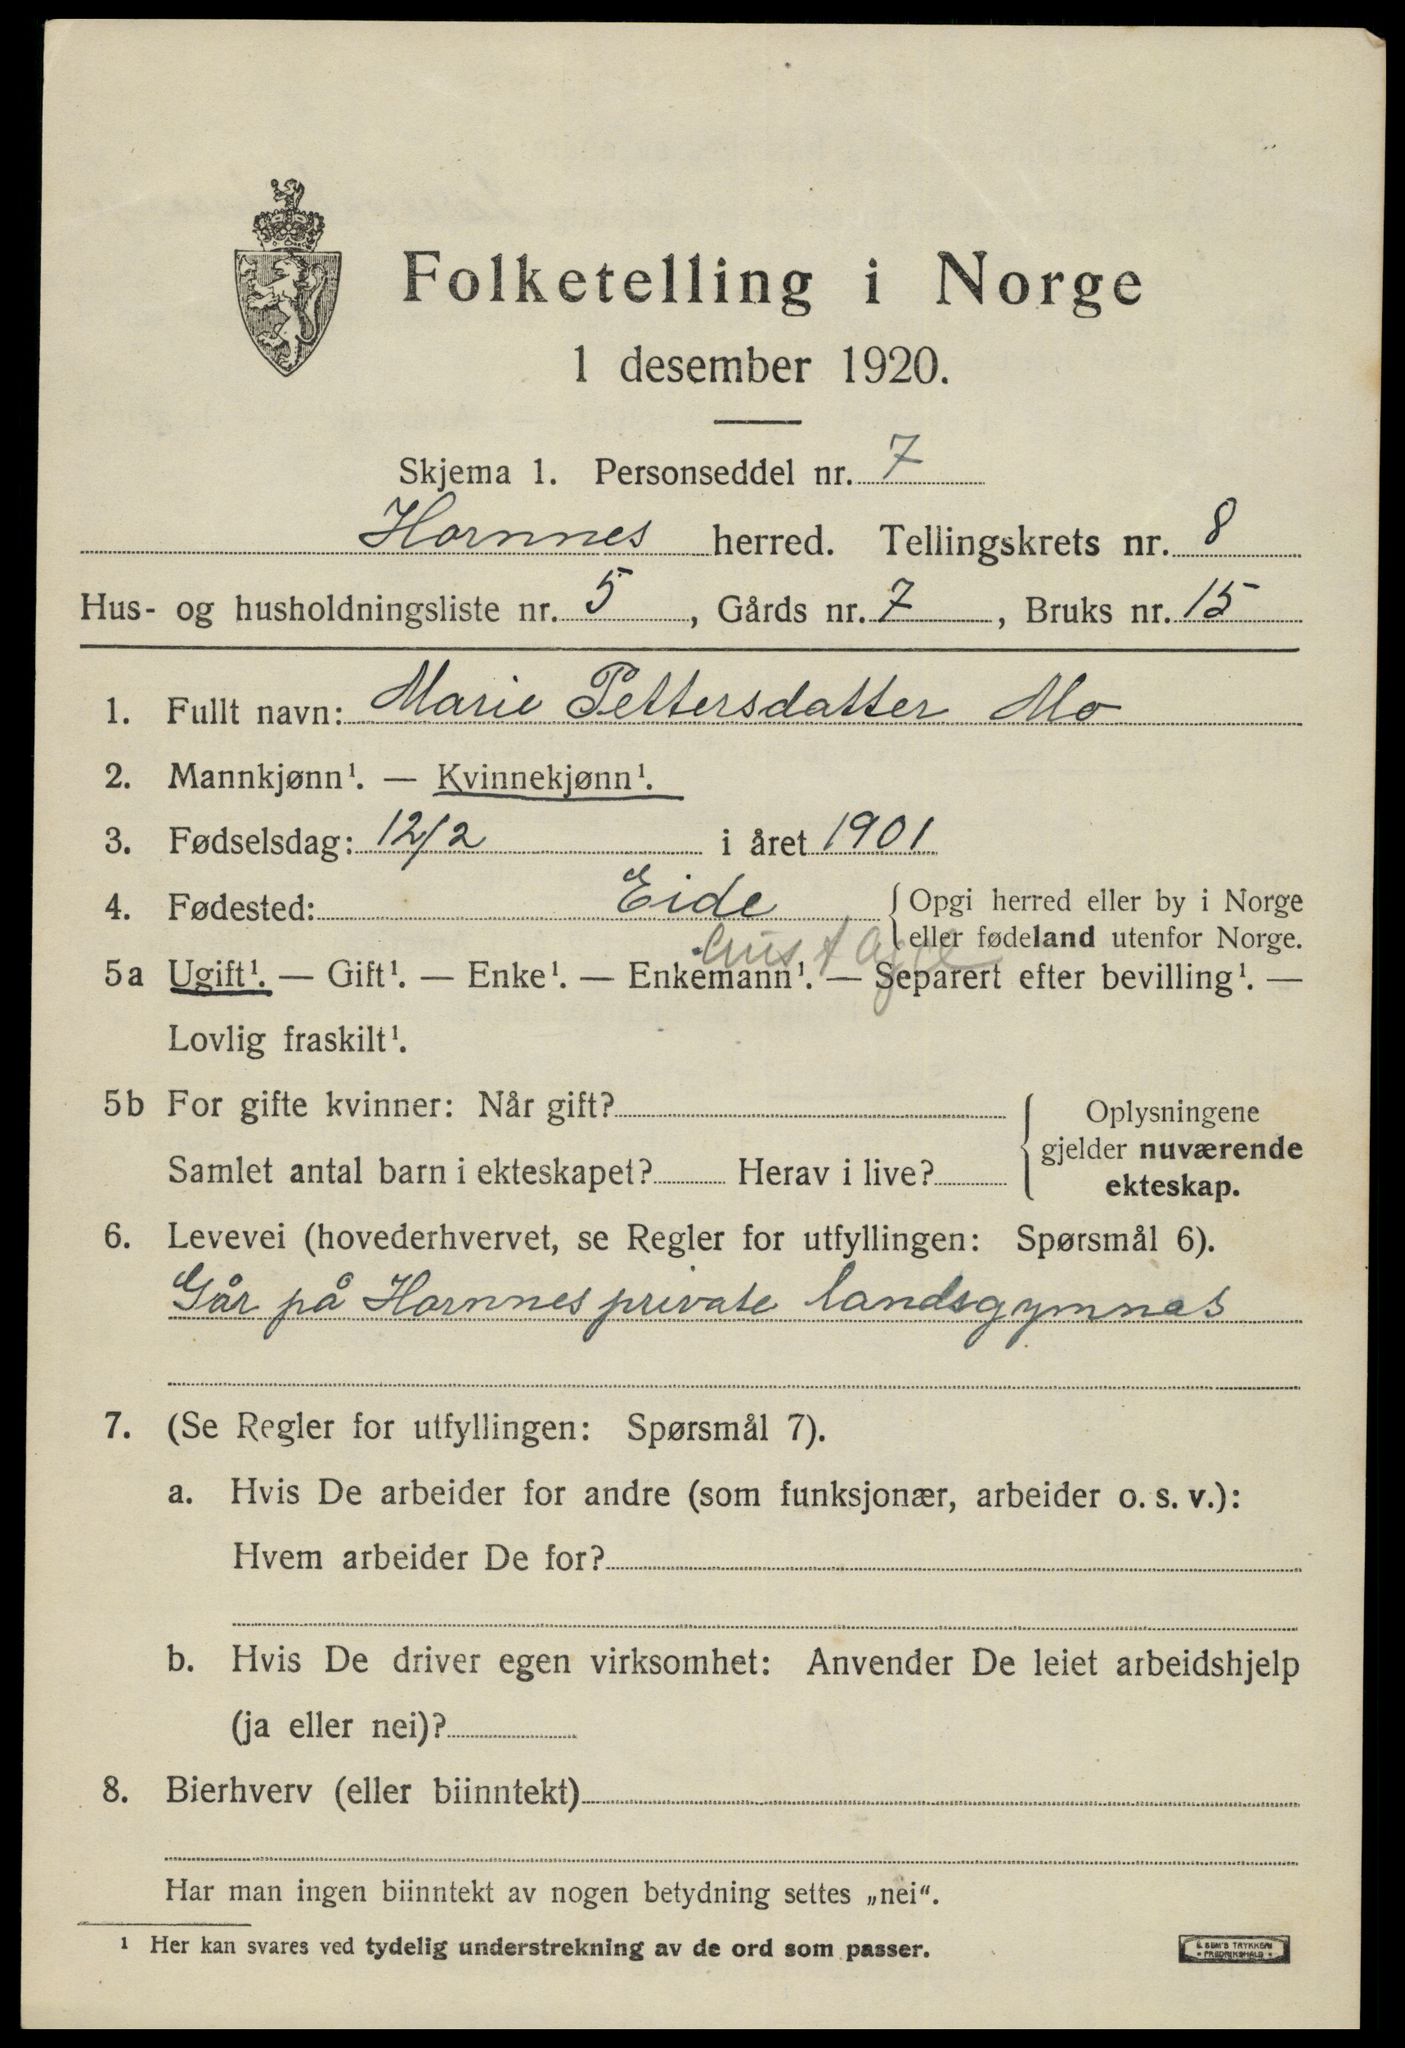 Folketelling i Norge
1 desember 1920.
Skjema 1. Personseddel nr. 7
Hornnes herred. Tellingskrets nr. 8
Hus- og husholdningsliste nr. 5, Gårds nr. 7, Bruks nr. 15
1. Fullt navn: Marie Pettersdatter Mo
2. Mannkjønn¹. — Kvinnekjønn¹.
3. Fødselsdag: 12/2 i året 1901
4. Fødested: Eide { Opgi herred eller by i Norge
eller fødeland utenfor Norge.
Aust Agde
5a Ugift¹. — Gift¹. — Enke¹. — Enkemann¹. — Separert efter bevilling¹. —
Lovlig fraskilt¹.
5b For gifte kvinner: Når gift? { Oplysningene
gjelder nuværende
Samlet antal barn i ekteskapet? Herav i live? ekteskap.
6. Levevei (hovederhvervet, se Regler for utfyllingen: Spørsmål 6).
Går på Hornnes private landsgymnas
7. (Se Regler for utfyllingen: Spørsmål 7).
a. Hvis De arbeider for andre (som funksjonær, arbeider o. s. v.):
Hvem arbeider De for?
b. Hvis De driver egen virksomhet: Anvender De leiet arbeidshjelp
(ja eller nei)?
8. Bierhverv (eller biinntekt)
Har man ingen biinntekt av nogen betydning settes „nei“.
¹ Her kan svares ved tydelig understrekning av de ord som passer.
E. SEM'S TRYKKERI
• FREDRIKSHALD •